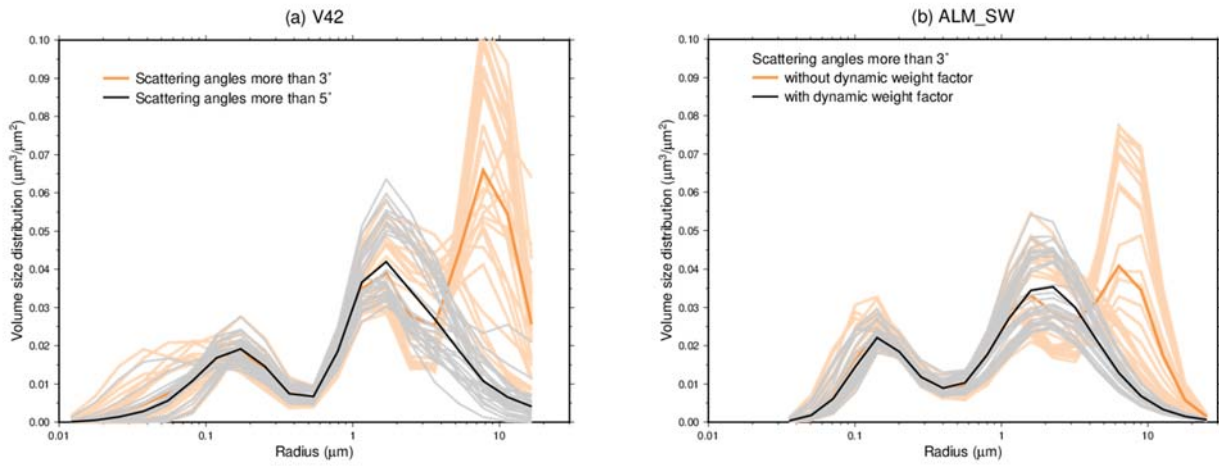 (a) V42
Scattering angles more than 3˚
Scattering angles more than 5˚
Volume size distribution (μm³/μm²)
0.10
0.09
0.08
0.07
0.06
0.05
0.04
0.03
0.02
0.01
0.00
0.01
0.1
1
10
Radius (μm)
(b) ALM_SW
Scattering angles more than 3˚
without dynamic weight factor
with dynamic weight factor
Volume size distribution (μm³/μm²)
0.10
0.09
0.08
0.07
0.06
0.05
0.04
0.03
0.02
0.01
0.00
0.01
0.1
1
10
Radius (μm)